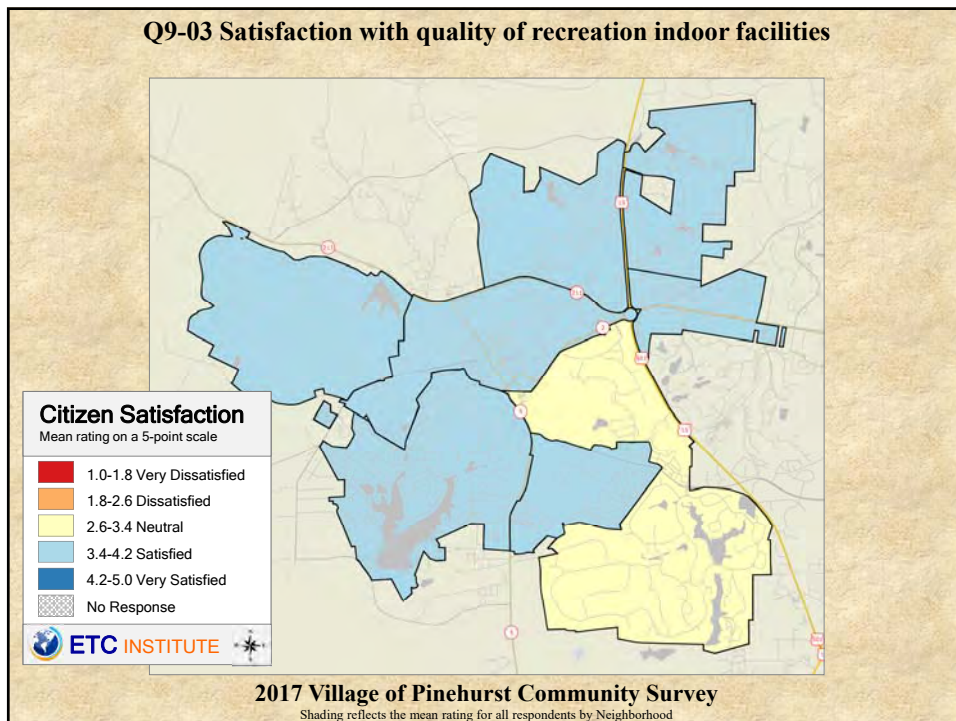 Q9-03 Satisfaction with quality of recreation indoor facilities
Citizen Satisfaction
Mean rating on a 5-point scale
1.0-1.8 Very Dissatisfied
1.8-2.6 Dissatisfied
2.6-3.4 Neutral
3.4-4.2 Satisfied
4.2-5.0 Very Satisfied
No Response
ETC INSTITUTE
2017 Village of Pinehurst Community Survey
Shading reflects the mean rating for all respondents by Neighborhood